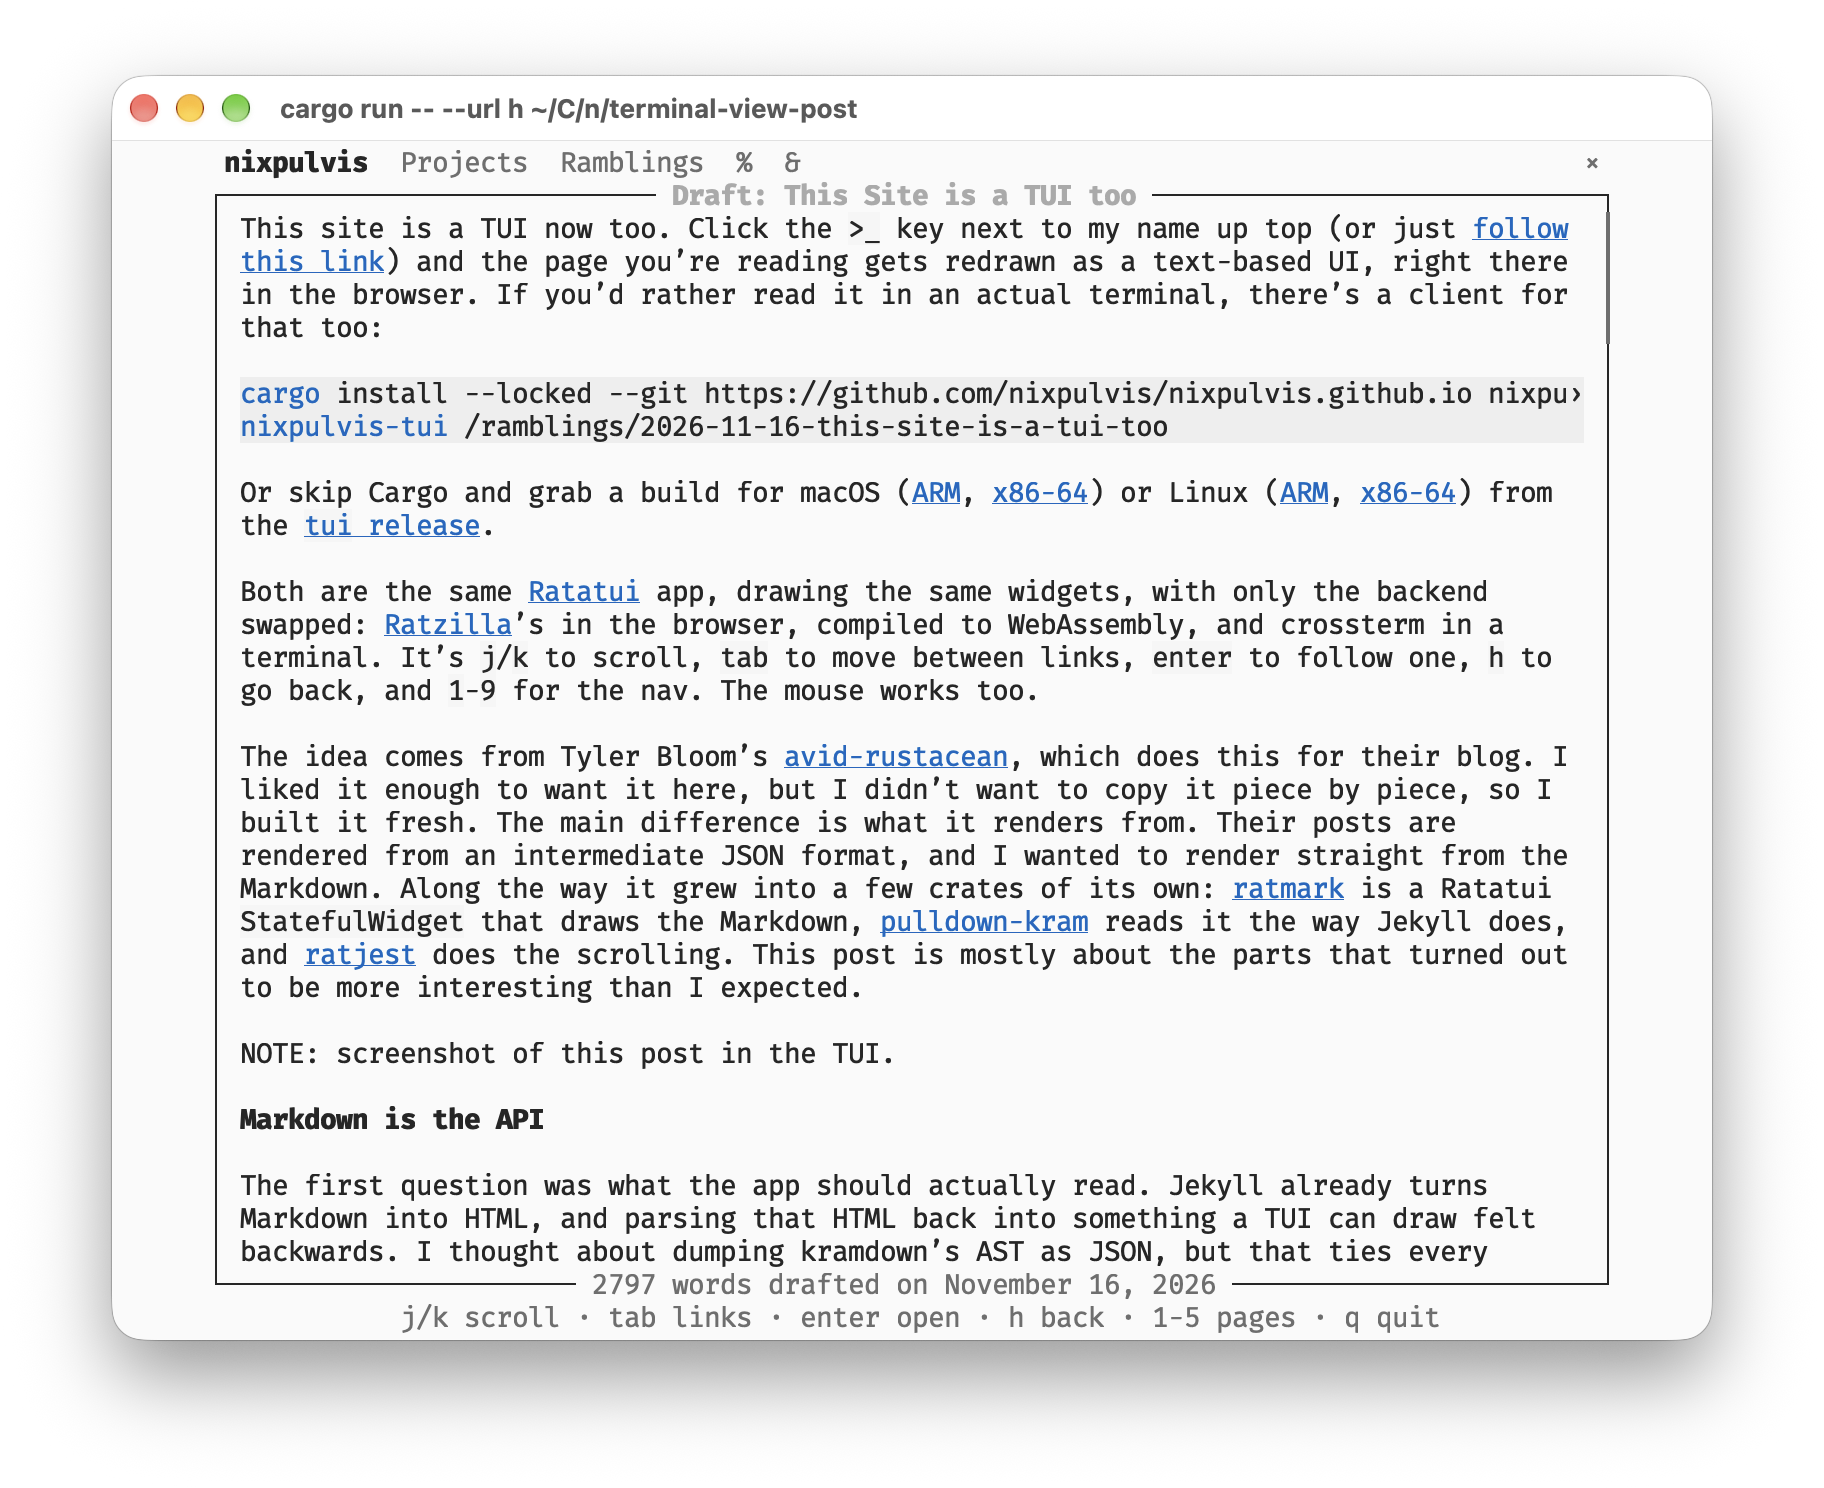 cargo run -- --url h ~/C/n/terminal-view-post
nixpulvis Projects Ramblings % & ×
Draft: This Site is a TUI too
This site is a TUI now too. Click the >_ key next to my name up top (or just follow
this link) and the page you’re reading gets redrawn as a text-based UI, right there
in the browser. If you’d rather read it in an actual terminal, there’s a client for
that too:
cargo install --locked --git https://github.com/nixpulvis/nixpulvis.github.io nixpu›
nixpulvis-tui /ramblings/2026-11-16-this-site-is-a-tui-too
Or skip Cargo and grab a build for macOS (ARM, x86-64) or Linux (ARM, x86-64) from
the tui release.
Both are the same Ratatui app, drawing the same widgets, with only the backend
swapped: Ratzilla’s in the browser, compiled to WebAssembly, and crossterm in a
terminal. It’s j/k to scroll, tab to move between links, enter to follow one, h to
go back, and 1-9 for the nav. The mouse works too.
The idea comes from Tyler Bloom’s avid-rustacean, which does this for their blog. I
liked it enough to want it here, but I didn’t want to copy it piece by piece, so I
built it fresh. The main difference is what it renders from. Their posts are
rendered from an intermediate JSON format, and I wanted to render straight from the
Markdown. Along the way it grew into a few crates of its own: ratmark is a Ratatui
StatefulWidget that draws the Markdown, pulldown-kram reads it the way Jekyll does,
and ratjest does the scrolling. This post is mostly about the parts that turned out
to be more interesting than I expected.
NOTE: screenshot of this post in the TUI.
Markdown is the API
The first question was what the app should actually read. Jekyll already turns
Markdown into HTML, and parsing that HTML back into something a TUI can draw felt
backwards. I thought about dumping kramdown’s AST as JSON, but that ties every
2797 words drafted on November 16, 2026
j/k scroll · tab links · enter open · h back · 1-5 pages · q quit